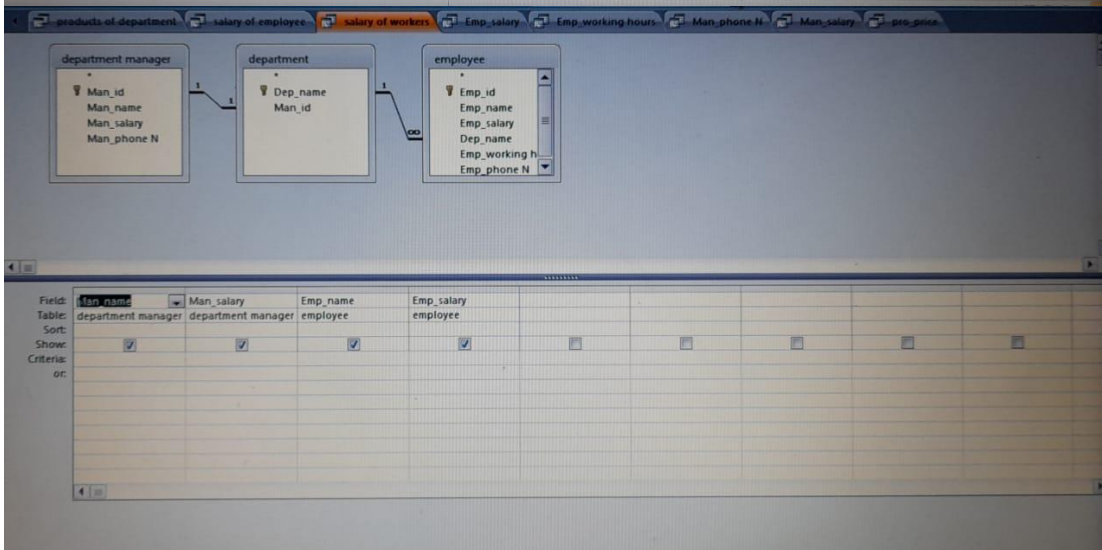 products of department salary of employee salary of workers Emp_salary Emp_working hours Man_phone N Man_salary pro_price
department manager department employee
*
Man_id
Man_name
Man_salary
Man_phone N
*
Dep_name
Man_id
*
Emp_id
Emp_name
Emp_salary
Dep_name
Emp_working h
Emp_phone N
1 1
1 ∞
Field: Man_name Man_salary Emp_name Emp_salary
Table: department manager department manager employee employee
Sort:
Show:
Criteria:
or: